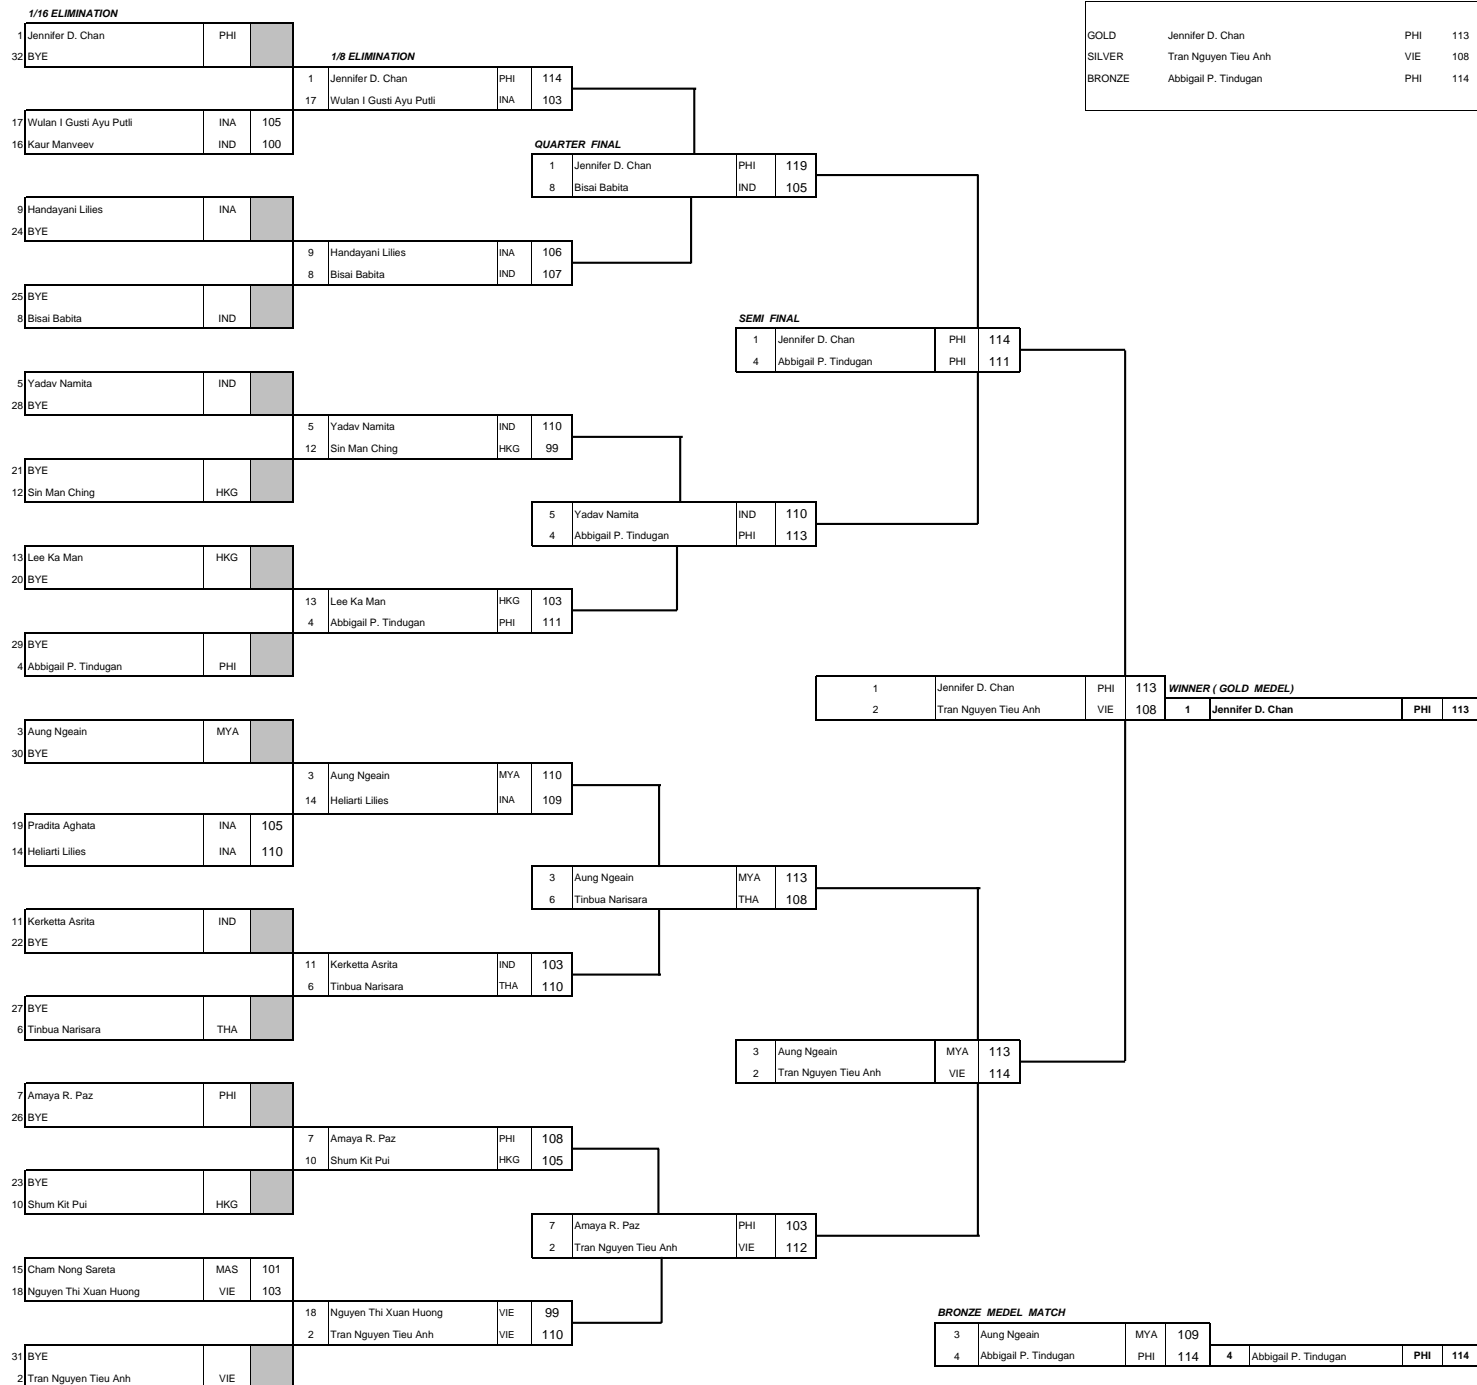 1/16 ELIMINATION
1 Jennifer D. Chan PHI
32 BYE
17 Wulan I Gusti Ayu Putli INA 105
16 Kaur Manveev IND 100
9 Handayani Lilies INA
24 BYE
25 BYE
8 Bisai Babita IND
5 Yadav Namita IND
28 BYE
21 BYE
12 Sin Man Ching HKG
13 Lee Ka Man HKG
20 BYE
29 BYE
4 Abbigail P. Tindugan PHI
3 Aung Ngeain MYA
30 BYE
19 Pradita Aghata INA 105
14 Heliarti Lilies INA 110
11 Kerketta Asrita IND
22 BYE
27 BYE
6 Tinbua Narisara THA
7 Amaya R. Paz PHI
26 BYE
23 BYE
10 Shum Kit Pui HKG
15 Cham Nong Sareta MAS 101
18 Nguyen Thi Xuan Huong VIE 103
31 BYE
2 Tran Nguyen Tieu Anh VIE
1/8 ELIMINATION
1 Jennifer D. Chan PHI 114
17 Wulan I Gusti Ayu Putli INA 103
9 Handayani Lilies INA 106
8 Bisai Babita IND 107
5 Yadav Namita IND 110
12 Sin Man Ching HKG 99
13 Lee Ka Man HKG 103
4 Abbigail P. Tindugan PHI 111
3 Aung Ngeain MYA 110
14 Heliarti Lilies INA 109
11 Kerketta Asrita IND 103
6 Tinbua Narisara THA 110
7 Amaya R. Paz PHI 108
10 Shum Kit Pui HKG 105
18 Nguyen Thi Xuan Huong VIE 99
2 Tran Nguyen Tieu Anh VIE 110
QUARTER FINAL
1 Jennifer D. Chan PHI 119
8 Bisai Babita IND 105
5 Yadav Namita IND 110
4 Abbigail P. Tindugan PHI 113
3 Aung Ngeain MYA 113
6 Tinbua Narisara THA 108
7 Amaya R. Paz PHI 103
2 Tran Nguyen Tieu Anh VIE 112
SEMI FINAL
1 Jennifer D. Chan PHI 114
4 Abbigail P. Tindugan PHI 111
3 Aung Ngeain MYA 113
2 Tran Nguyen Tieu Anh VIE 114
1 Jennifer D. Chan PHI 113
2 Tran Nguyen Tieu Anh VIE 108
WINNER ( GOLD MEDEL)
1 Jennifer D. Chan PHI 113
BRONZE MEDEL MATCH
3 Aung Ngeain MYA 109
4 Abbigail P. Tindugan PHI 114
4 Abbigail P. Tindugan PHI 114
GOLD Jennifer D. Chan PHI 113
SILVER Tran Nguyen Tieu Anh VIE 108
BRONZE Abbigail P. Tindugan PHI 114